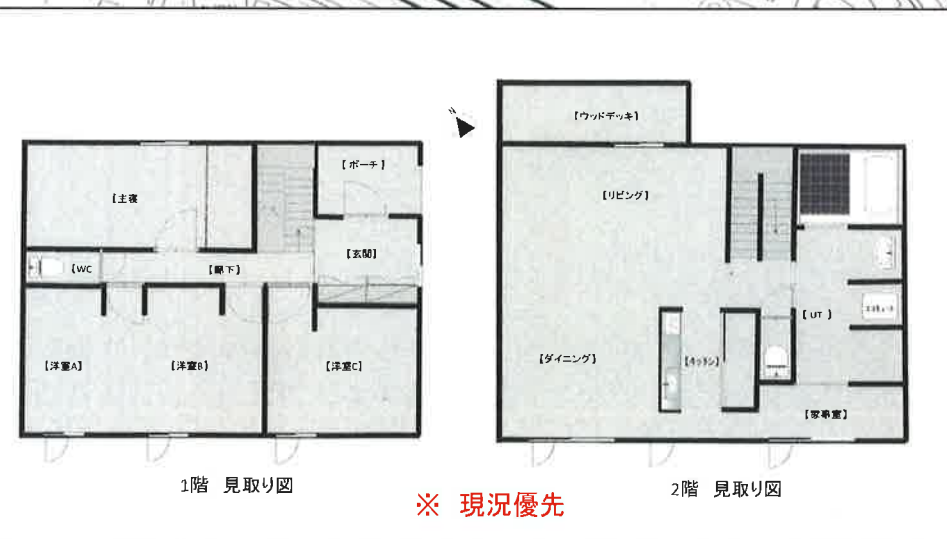 【ウッドデッキ】
N
【ポーチ】
【主寝
【リビング】
【玄関】
【WC
【廊下】
【UT】
【洋室A】
【洋室B】
【洋室C】
【ダイニング】
【キッチン】
【家事室】
1階 見取り図
2階 見取り図
※ 現況優先